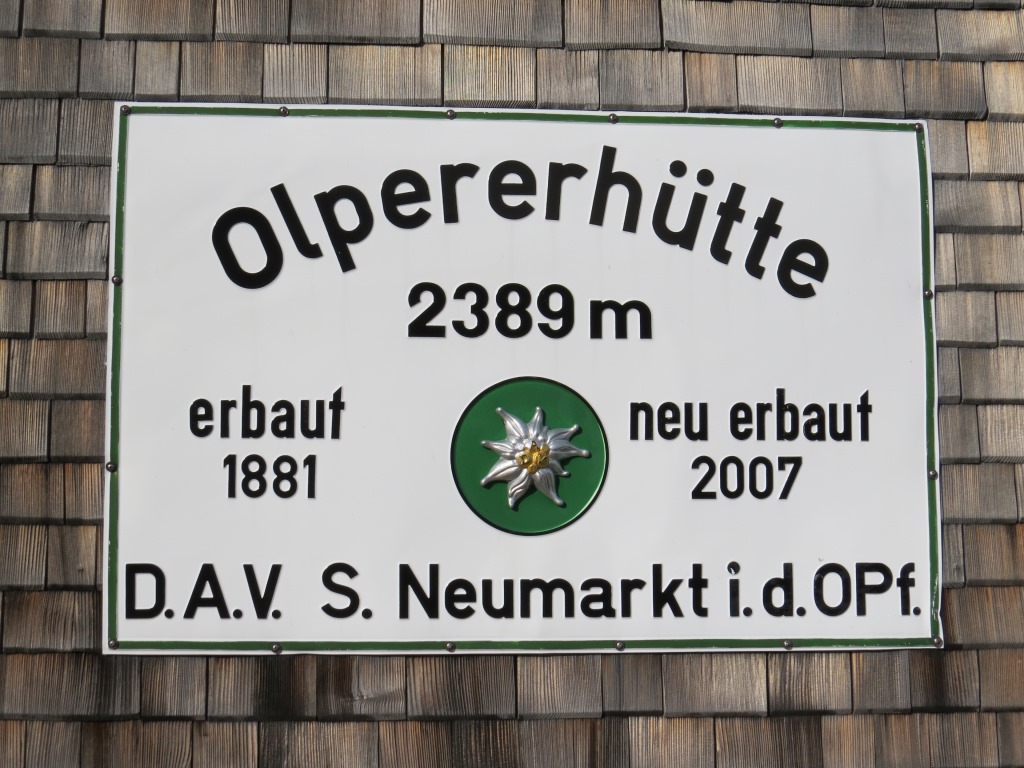 Olpererhütte
2389 m
erbaut
1881
neu erbaut
2007
D.A.V. S. Neumarkt i.d.OPf.